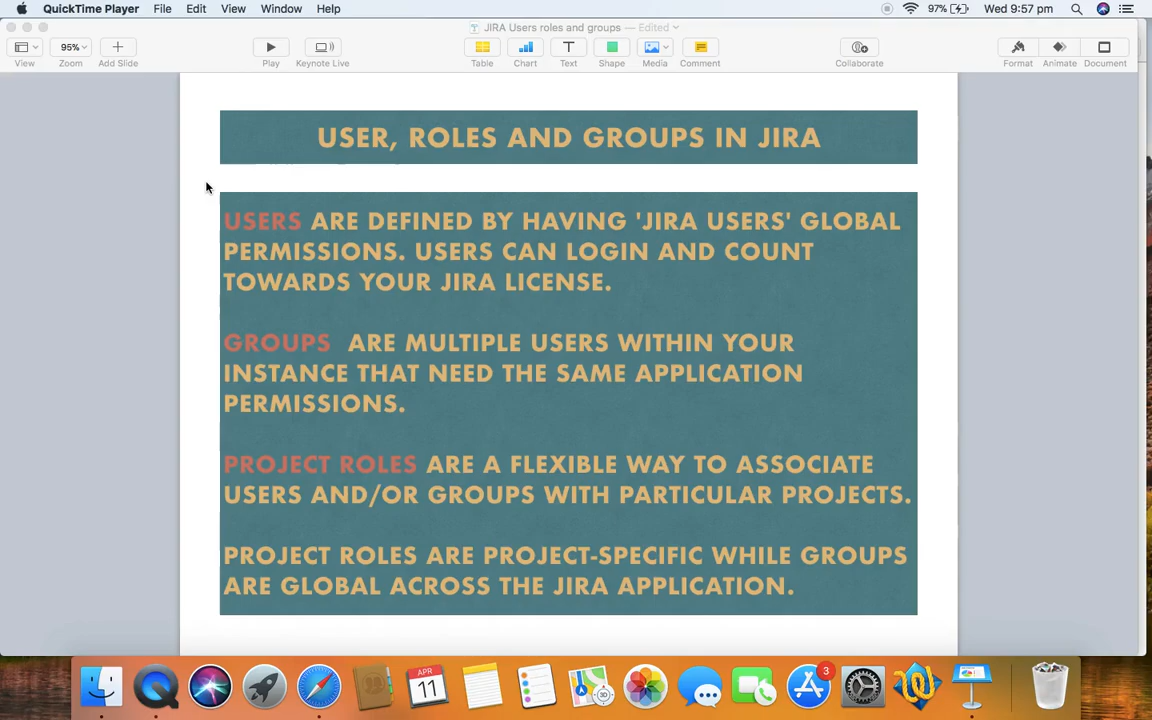 QuickTime Player File Edit View Window Help 97% Wed 9:57 pm
JIRA Users roles and groups — Edited
95%
View Zoom Add Slide Play Keynote Live Table Chart Text Shape Media Comment Collaborate Format Animate Document
USER, ROLES AND GROUPS IN JIRA
USERS ARE DEFINED BY HAVING 'JIRA USERS' GLOBAL
PERMISSIONS. USERS CAN LOGIN AND COUNT
TOWARDS YOUR JIRA LICENSE.
GROUPS ARE MULTIPLE USERS WITHIN YOUR
INSTANCE THAT NEED THE SAME APPLICATION
PERMISSIONS.
PROJECT ROLES ARE A FLEXIBLE WAY TO ASSOCIATE
USERS AND/OR GROUPS WITH PARTICULAR PROJECTS.
PROJECT ROLES ARE PROJECT-SPECIFIC WHILE GROUPS
ARE GLOBAL ACROSS THE JIRA APPLICATION.
APR
11
3D
3